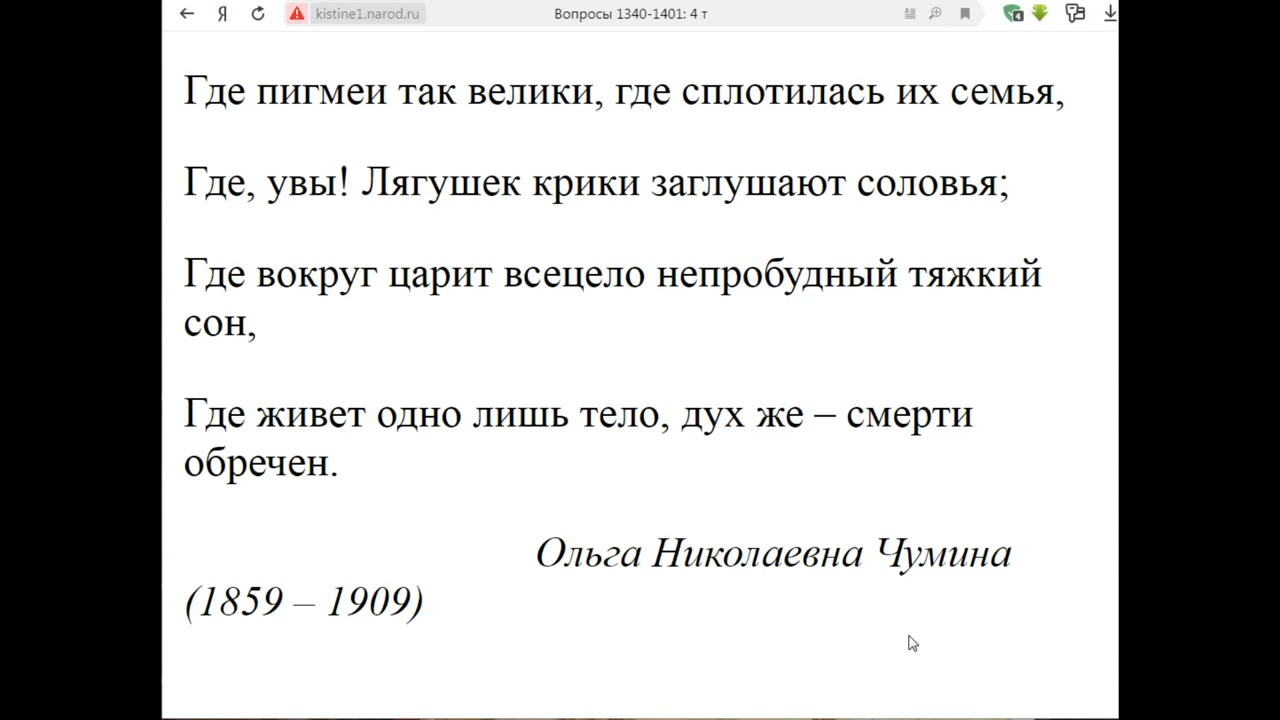 Я kistine1.narod.ru Вопросы 1340-1401: 4 т 4
Где пигмеи так велики, где сплотилась их семья,
Где, увы! Лягушек крики заглушают соловья;
Где вокруг царит всецело непробудный тяжкий
сон,
Где живет одно лишь тело, дух же – смерти
обречен.
Ольга Николаевна Чумина
(1859 – 1909)